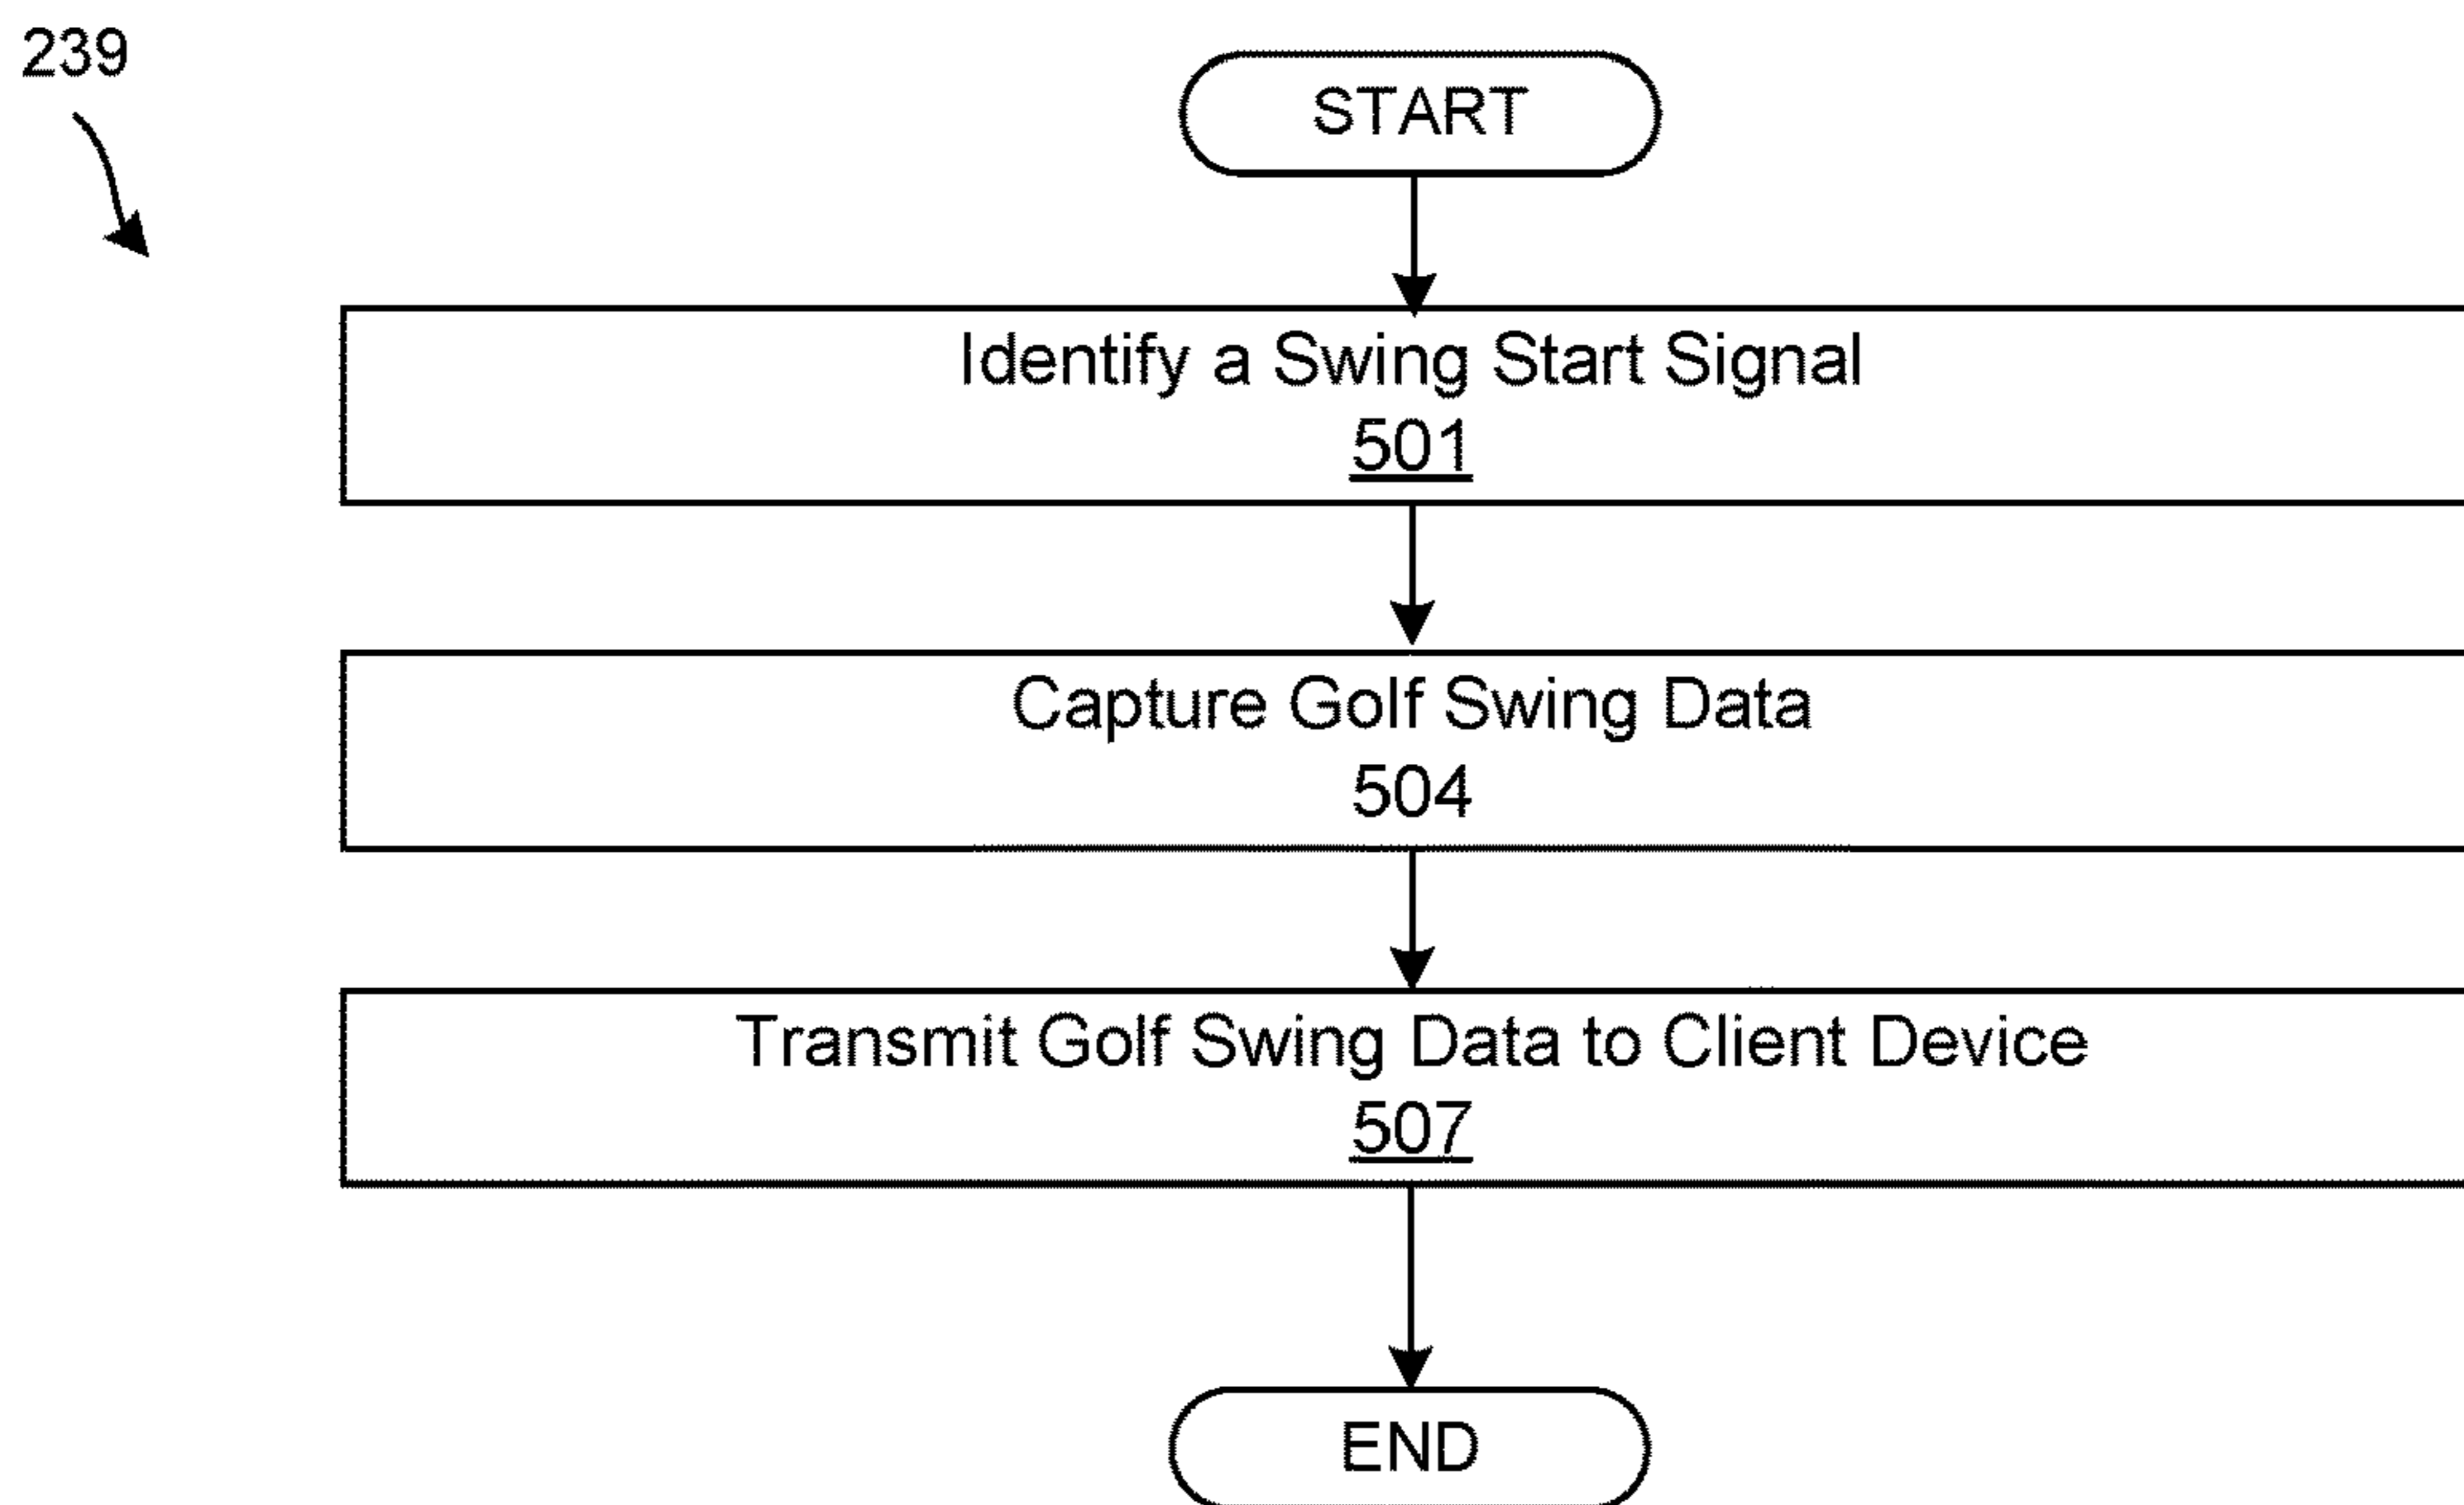 239
START
Identify a Swing Start Signal
501
Capture Golf Swing Data
504
Transmit Golf Swing Data to Client Device
507
END